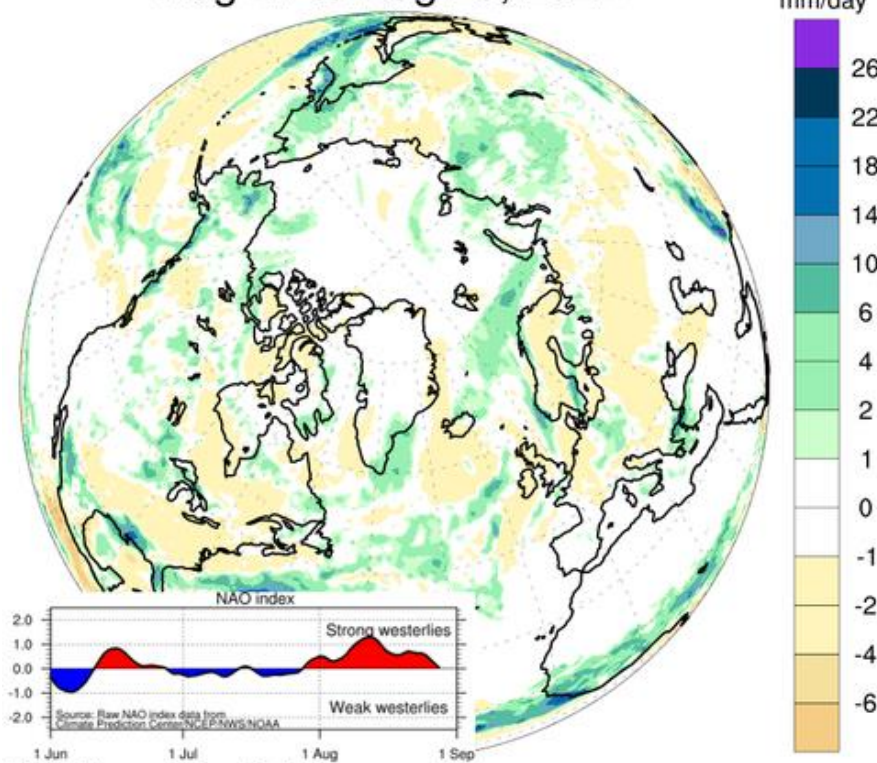 mm/day
26
22
18
14
10
6
4
2
1
0
-1
-2
-4
-6
NAO index
2.0
1.0
0.0
-1.0
-2.0
Strong westerlies
Weak westerlies
Source: Raw NAO index data from
Climate Prediction Center/NCEP/NWS/NOAA
1 Jun
1 Jul
1 Aug
1 Sep